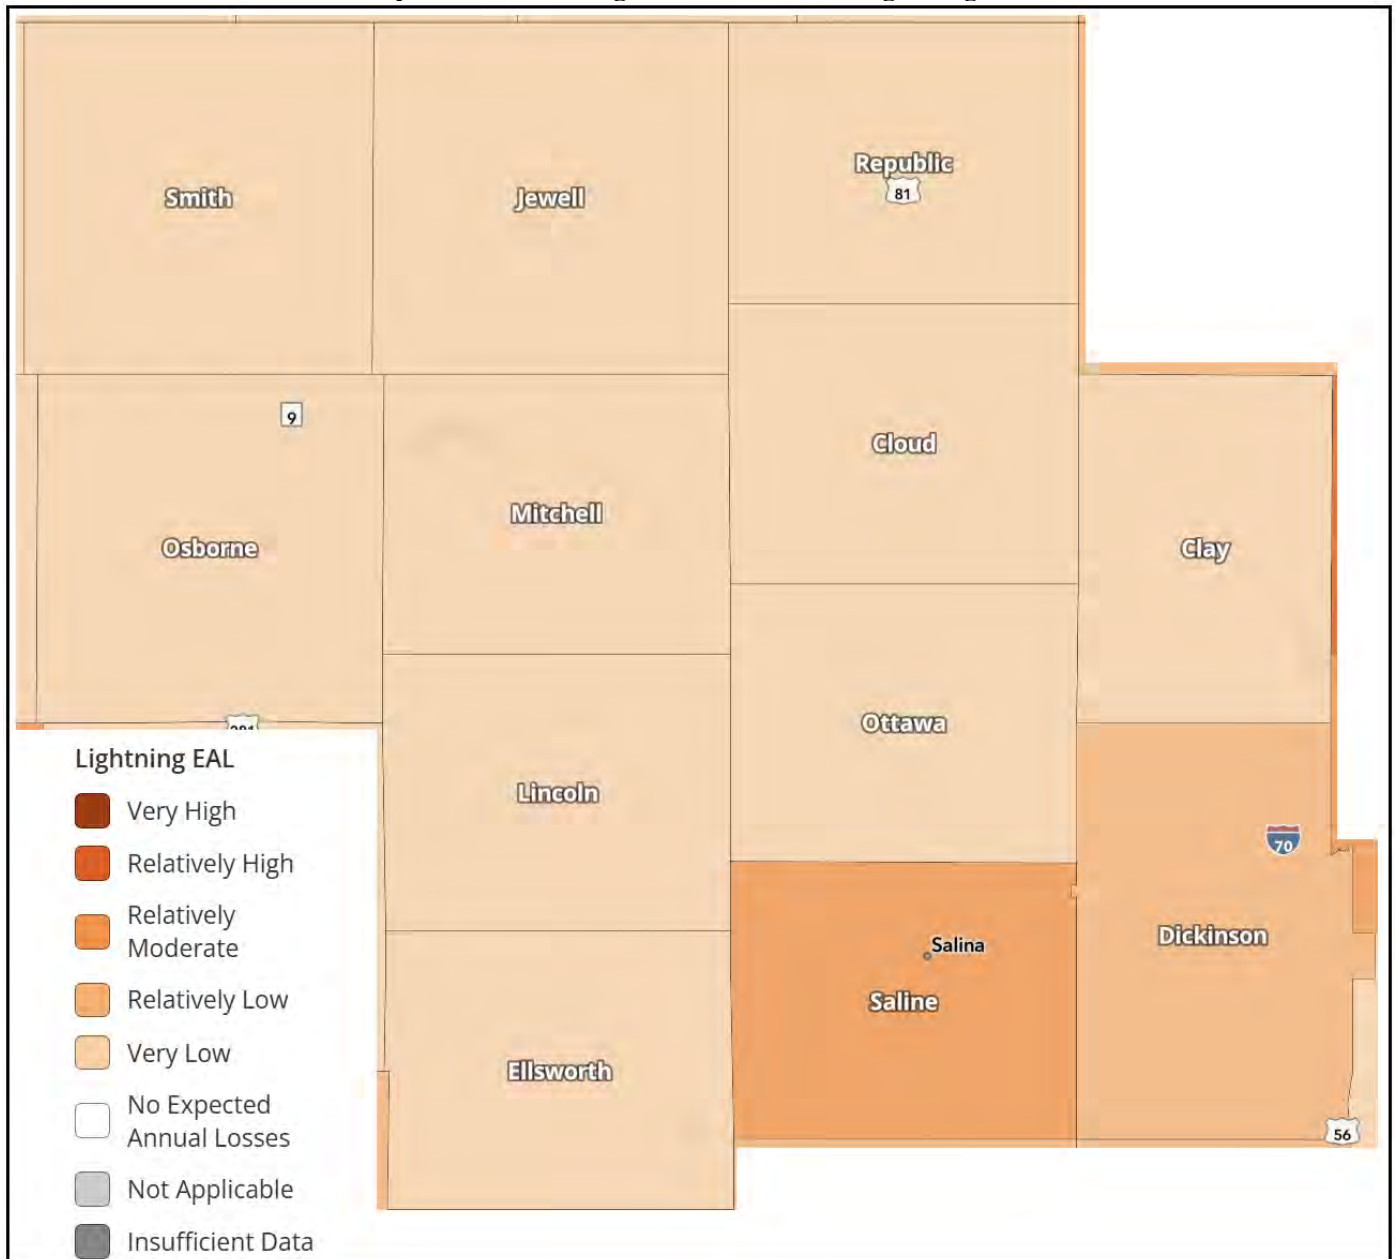 Smith
Jewell
Republic
81
9
Cloud
Mitchell
Osborne
Clay
Ottawa
Lincoln
70
Dickinson
Salina
Saline
Ellsworth
56
Lightning EAL
Very High
Relatively High
Relatively
Moderate
Relatively Low
Very Low
No Expected
Annual Losses
Not Applicable
Insufficient Data